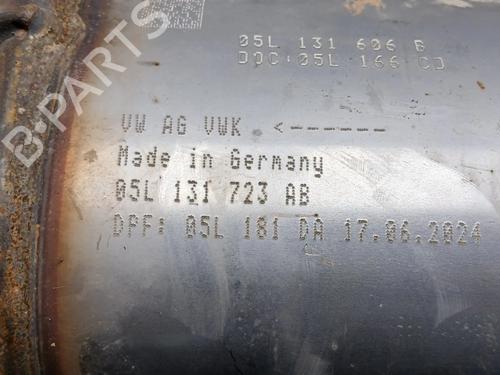 05L 131 606 B
DOC:05L 166 CJ
VW AG VWK <------
Made in Germany
05L 131 723 AB
DPF: 05L 181 DA 17.06.2024
B-PARTS